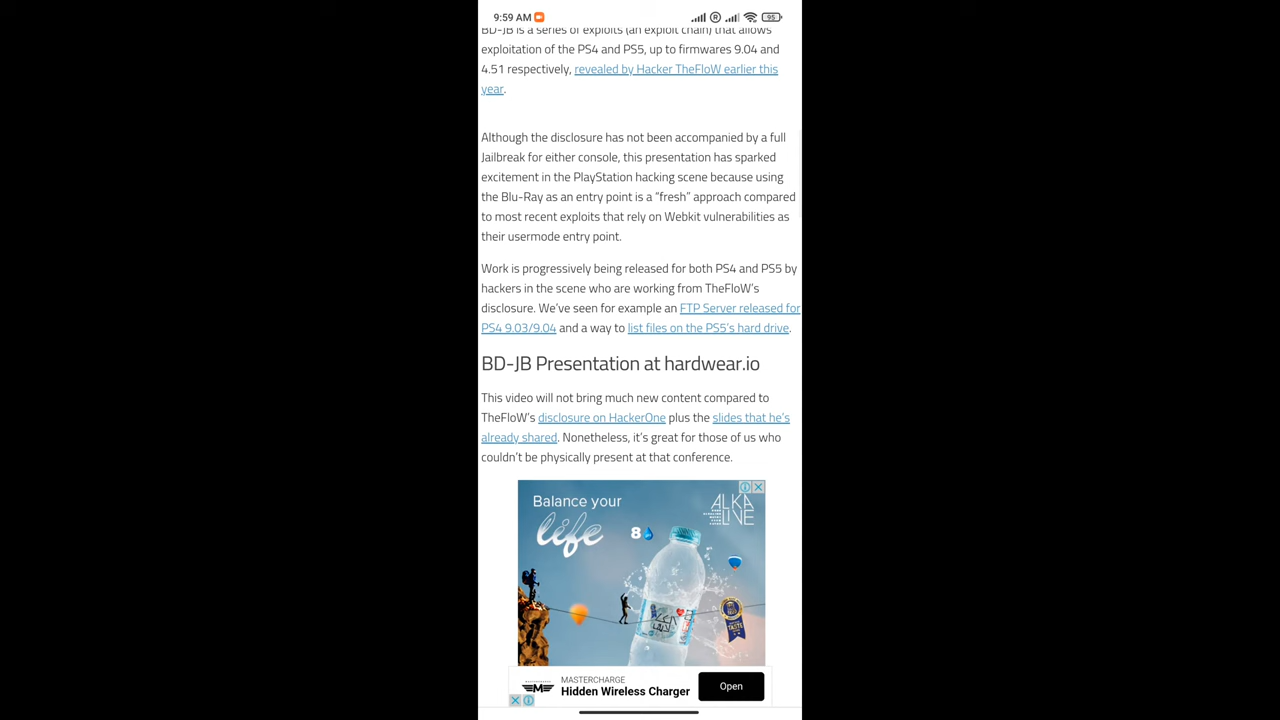 9:59 AM
95
BD-JB is a series of exploits (an exploit chain) that allows
exploitation of the PS4 and PS5, up to firmwares 9.04 and
4.51 respectively, revealed by Hacker TheFloW earlier this
year.
Although the disclosure has not been accompanied by a full
Jailbreak for either console, this presentation has sparked
excitement in the PlayStation hacking scene because using
the Blu-Ray as an entry point is a “fresh” approach compared
to most recent exploits that rely on Webkit vulnerabilities as
their usermode entry point.
Work is progressively being released for both PS4 and PS5 by
hackers in the scene who are working from TheFloW’s
disclosure. We’ve seen for example an FTP Server released for
PS4 9.03/9.04 and a way to list files on the PS5’s hard drive.
BD-JB Presentation at hardwear.io
This video will not bring much new content compared to
TheFloW’s disclosure on HackerOne plus the slides that he’s
already shared. Nonetheless, it’s great for those of us who
couldn’t be physically present at that conference.
Balance your
life
8
ALKA
LIVE
TASTE
MASTERCHARGE
Hidden Wireless Charger
Open